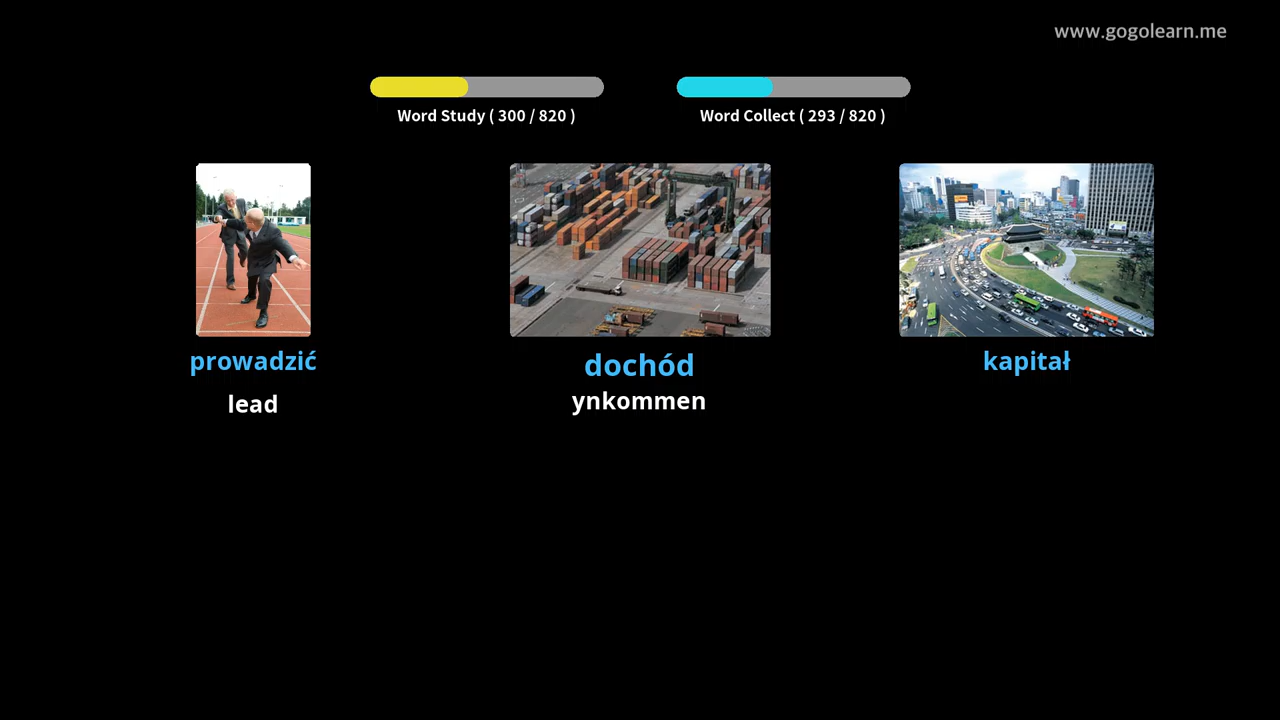 www.gogolearn.me
Word Study ( 300 / 820 )
Word Collect ( 293 / 820 )
prowadzić
lead
dochód
ynkommen
kapitał